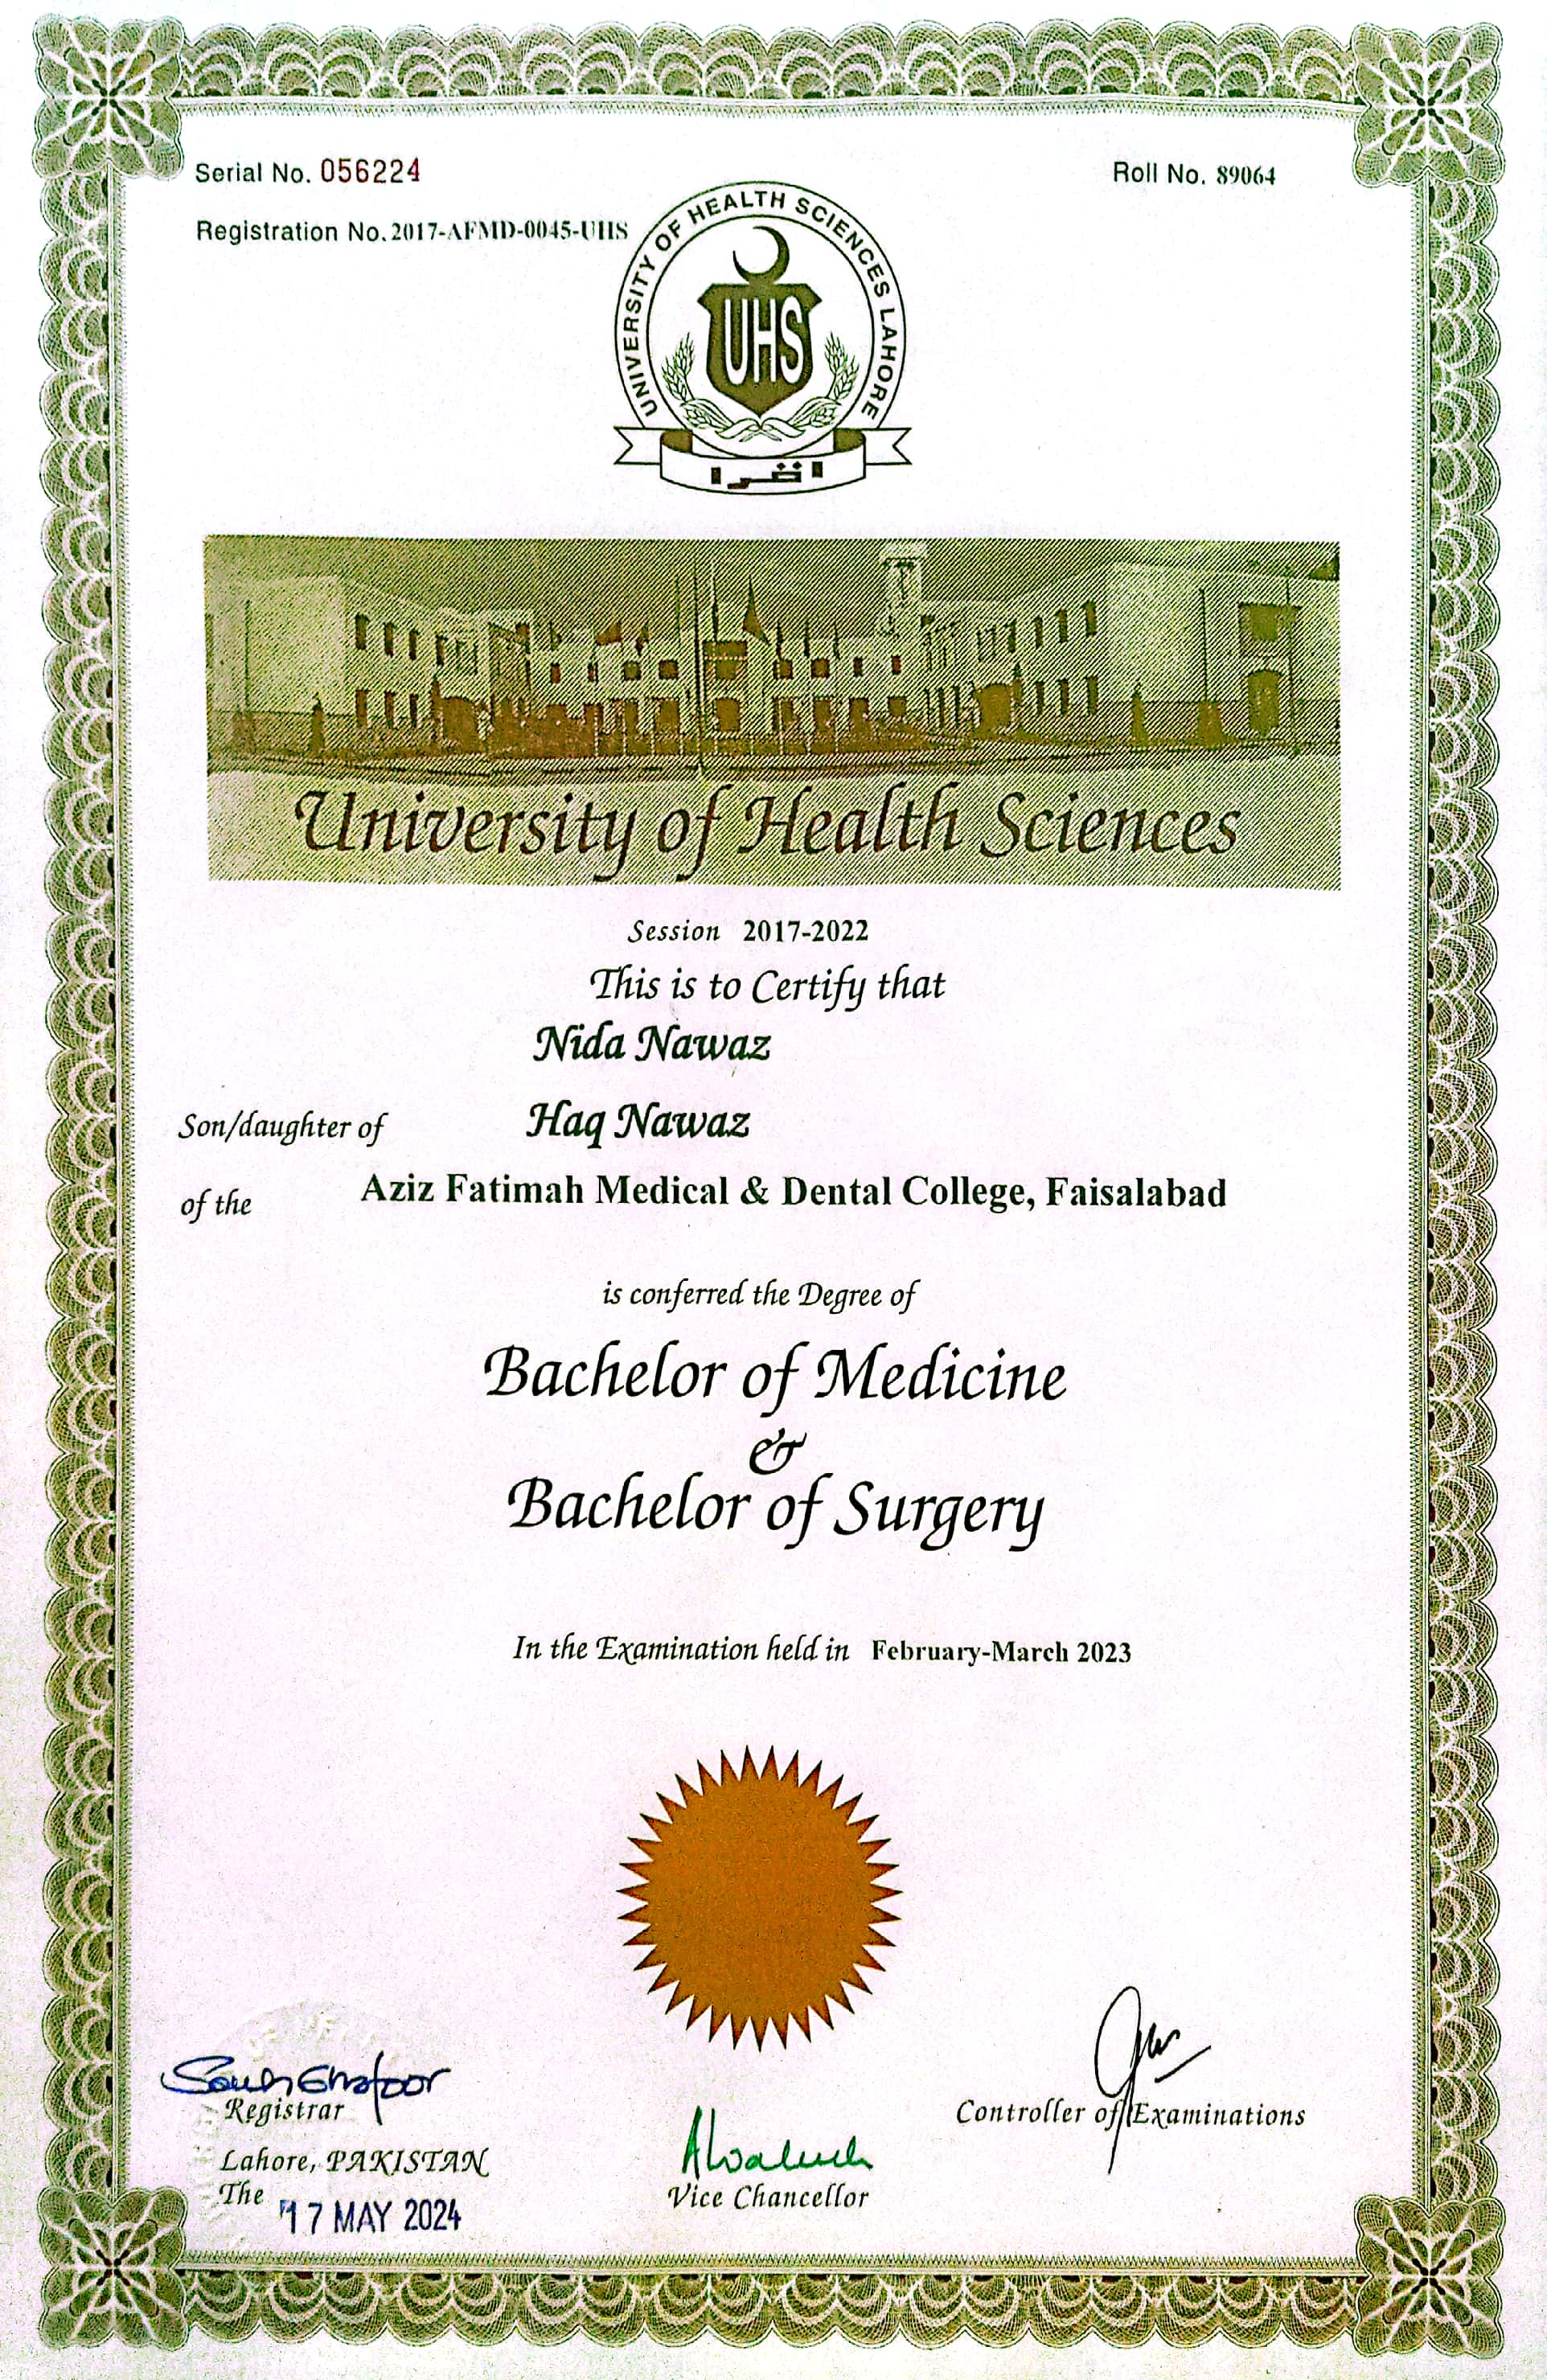 Serial No. 056224
Roll No. 89064
Registration No. 2017-AFMD-0045-UHS
UNIVERSITY OF HEALTH SCIENCES LAHORE
UHS
اقرا
University of Health Sciences
Session 2017-2022
This is to Certify that
Nida Nawaz
Son/daughter of Haq Nawaz
of the Aziz Fatimah Medical & Dental College, Faisalabad
is conferred the Degree of
Bachelor of Medicine
&
Bachelor of Surgery
In the Examination held in February-March 2023
Registrar
Controller of Examinations
Lahore, PAKISTAN
Vice Chancellor
The 17 MAY 2024